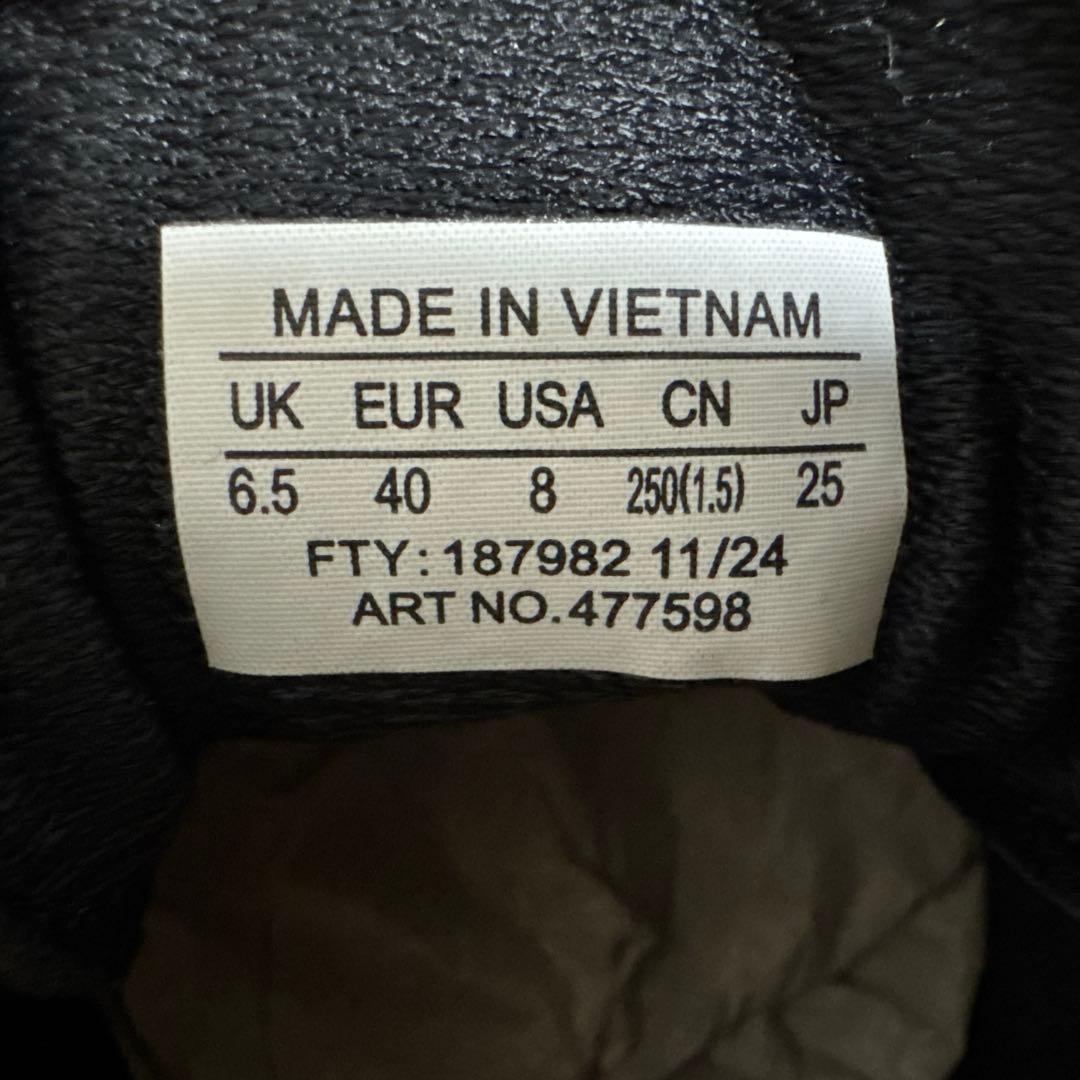 MADE IN VIETNAM
UK EUR USA CN JP
6.5 40 8 250(1.5) 25
FTY: 187982 11/24
ART NO. 477598